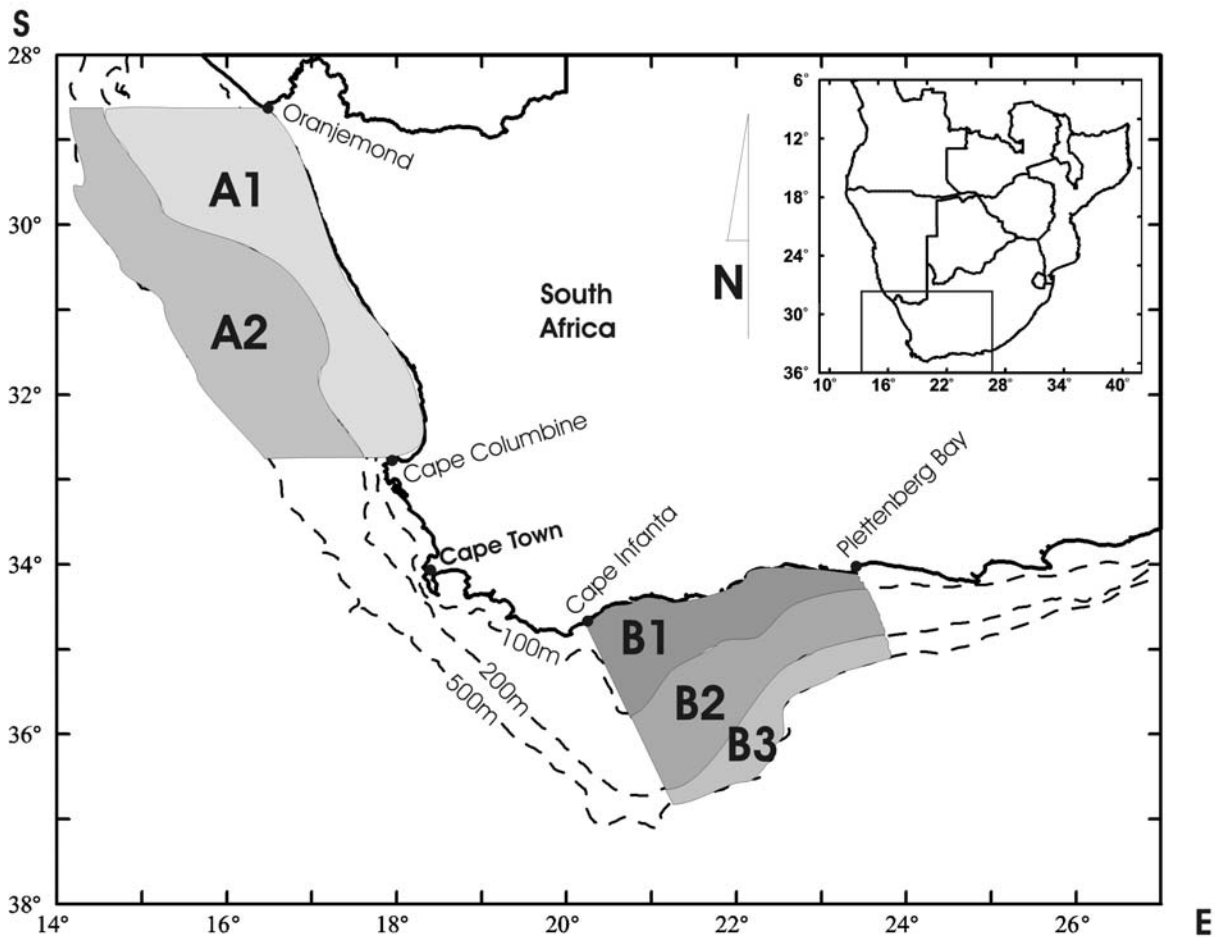 S
28°
30°
32°
34°
36°
38°
14
16°
18°
20°
22°
24°
26°
E
Oranjemond
A1
A2
South
Africa
N
Cape Columbine
Cape Town
Cape Infanta
Plettenberg Bay
100m
200m
500m
B1
B2
B3
6°
12°
18°
24°
30°
36°
10°
16°
22°
28°
34°
40°